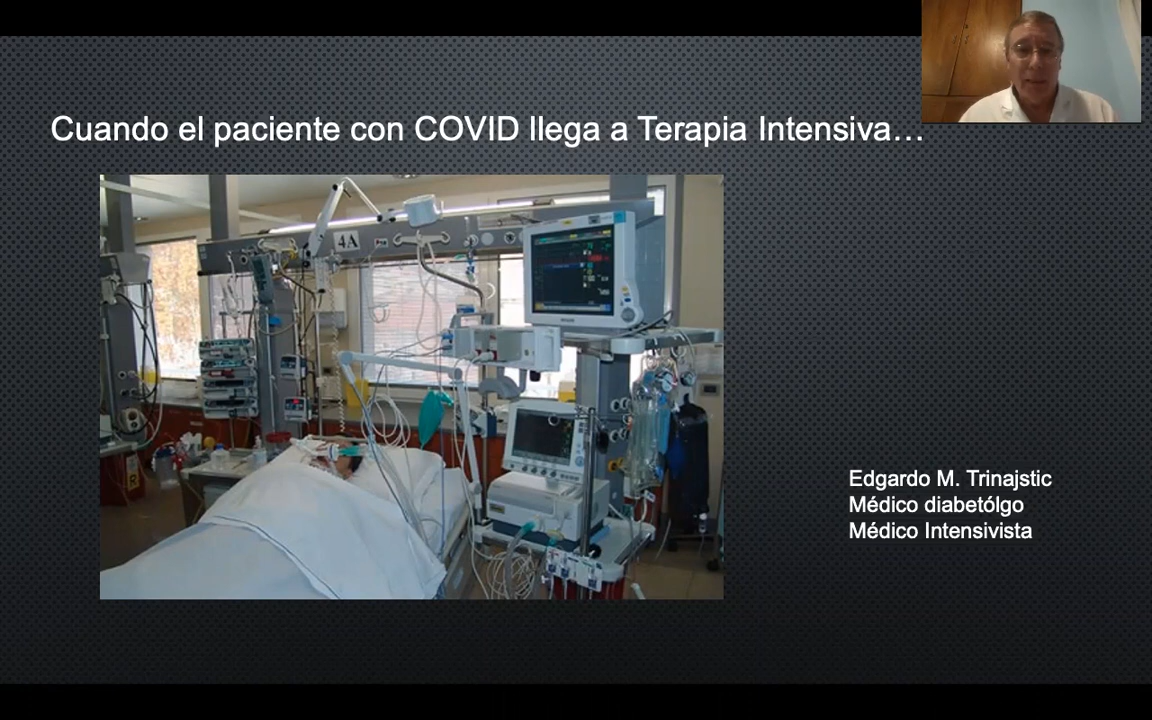 Cuando el paciente con COVID llega a Terapia Intensiva…
4A
Edgardo M. Trinajstic
Médico diabetólgo
Médico Intensivista